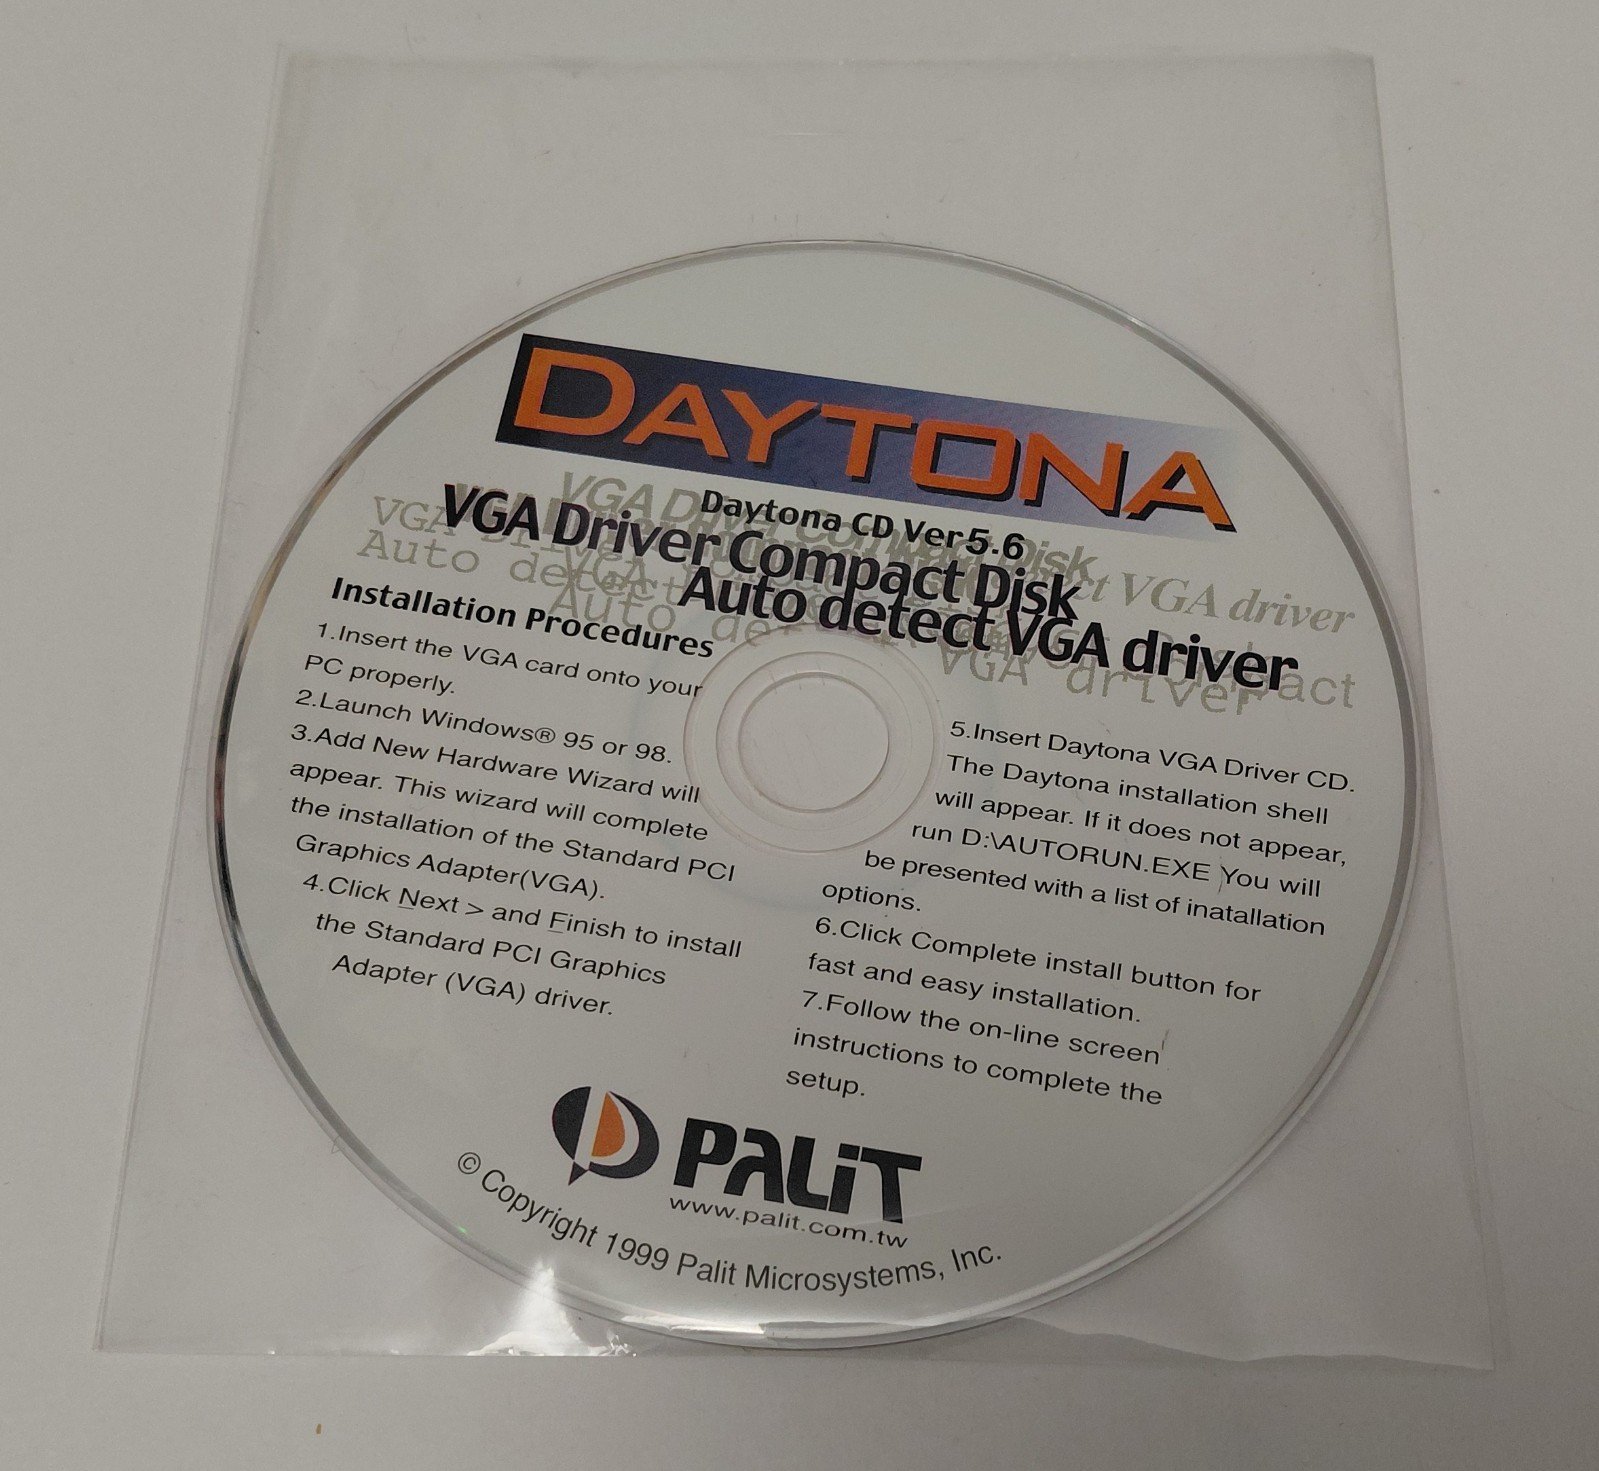 DAYTONA
Daytona CD Ver5.6
VGA Driver Compact Disk
Auto detect VGA driver
Installation Procedures
1.Insert the VGA card onto your
PC properly.
2.Launch Windows® 95 or 98.
3.Add New Hardware Wizard will
appear. This wizard will complete
the installation of the Standard PCI
Graphics Adapter(VGA).
4.Click Next > and Finish to install
the Standard PCI Graphics
Adapter (VGA) driver.
5.Insert Daytona VGA Driver CD.
The Daytona installation shell
will appear. If it does not appear,
run D:\AUTORUN.EXE You will
be presented with a list of inatallation
options.
6.Click Complete install button for
fast and easy installation.
7.Follow the on-line screen
instructions to complete the
setup.
PALiT
www.palit.com.tw
© Copyright 1999 Palit Microsystems, Inc.